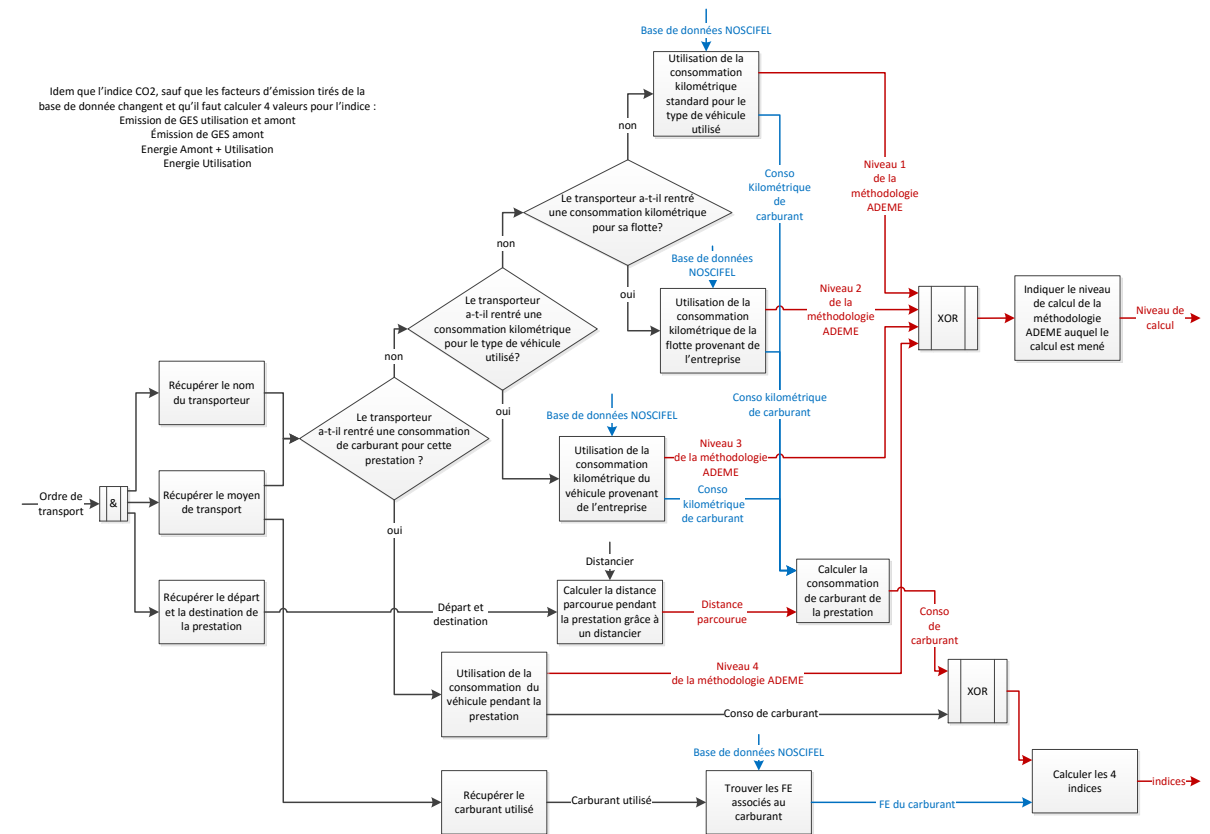 Idem que l'indice CO2, sauf que les facteurs d'émission tirés de la
base de donnée changent et qu'il faut calculer 4 valeurs pour l'indice :
Emission de GES utilisation et amont
Émission de GES amont
Energie Amont + Utilisation
Energie Utilisation
Base de données NOSCIFEL
Utilisation de la
consommation
kilométrique
standard pour le
type de véhicule
utilisé
non
Le transporteur a-t-il rentré
une consommation kilométrique
pour sa flotte?
Conso
Kilométrique
de
carburant
Niveau 1
de la
méthodologie
ADEME
non
oui
Base de données
NOSCIFEL
Utilisation de la
consommation
kilométrique de la
flotte provenant de
l'entreprise
Niveau 2
de la
méthodologie
ADEME
XOR
Indiquer le niveau
de calcul de la
méthodologie
ADEME auquel le
calcul est mené
Niveau de
calcul
Le transporteur
a-t-il rentré une
consommation kilométrique
pour le type de véhicule
utilisé?
non
oui
Conso kilométrique
de carburant
Base de données NOSCIFEL
Utilisation de la
consommation
kilométrique du
véhicule provenant
de l'entreprise
Niveau 3
de la méthodologie
ADEME
Conso
kilométrique
de carburant
Récupérer le nom
du transporteur
Le transporteur
a-t-il rentré une consommation
de carburant pour cette
prestation ?
Ordre de
transport
&
Récupérer le moyen
de transport
oui
Récupérer le départ
et la destination de
la prestation
Départ et
destination
Distancier
Calculer la distance
parcourue pendant
la prestation grâce à
un distancier
Distance
parcourue
Calculer la
consommation
de carburant de
la prestation
Conso
de
carburant
Utilisation de la
consommation  du
véhicule pendant la
prestation
Niveau 4
de la méthodologie ADEME
Conso de carburant
XOR
Base de données NOSCIFEL
Récupérer le
carburant utilisé
Carburant utilisé
Trouver les FE
associés au
carburant
FE du carburant
Calculer les 4
indices
indices